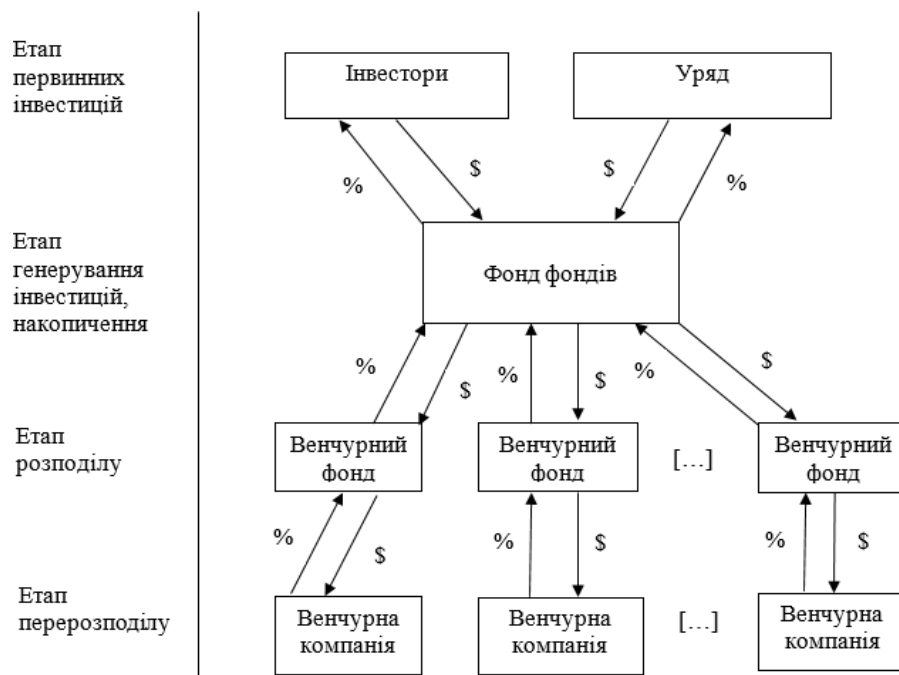 Етап
первинних
інвестицій
Інвестори
Уряд
%
$
$
%
Етап
генерування
інвестицій,
накопичення
Фонд фондів
%
$
%
$
%
$
Етап
розподілу
Венчурний
фонд
Венчурний
фонд
[...]
Венчурний
фонд
%
$
%
$
%
$
Етап
перерозподілу
Венчурна
компанія
Венчурна
компанія
[...]
Венчурна
компанія